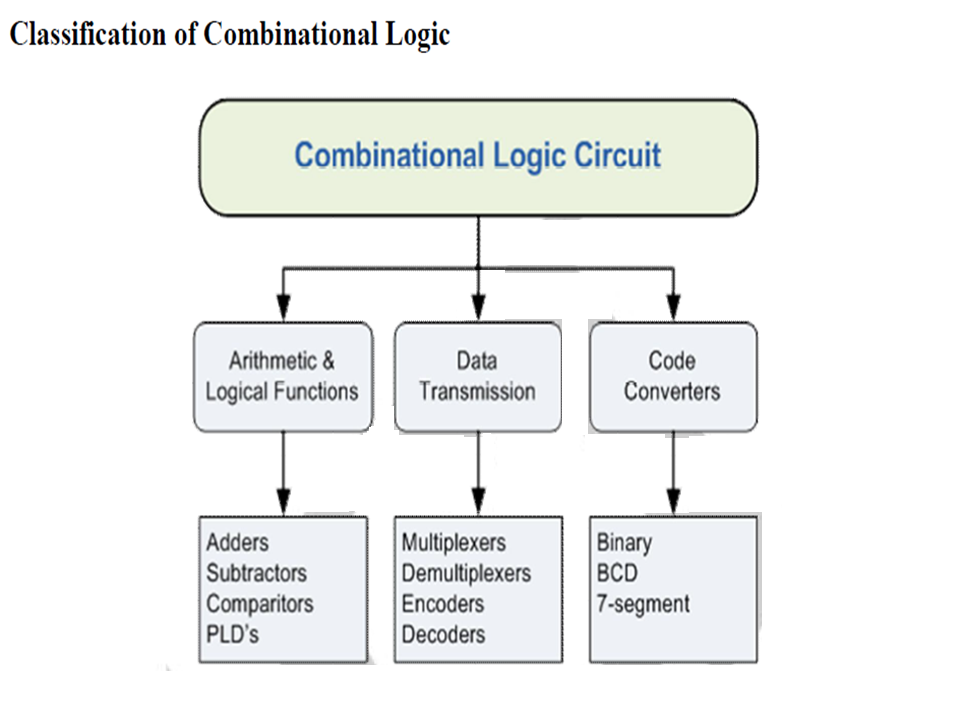 Classification of Combinational Logic
Combinational Logic Circuit
Arithmetic &
Logical Functions
Data
Transmission
Code
Converters
Adders
Subtractors
Comparitors
PLD's
Multiplexers
Demultiplexers
Encoders
Decoders
Binary
BCD
7-segment